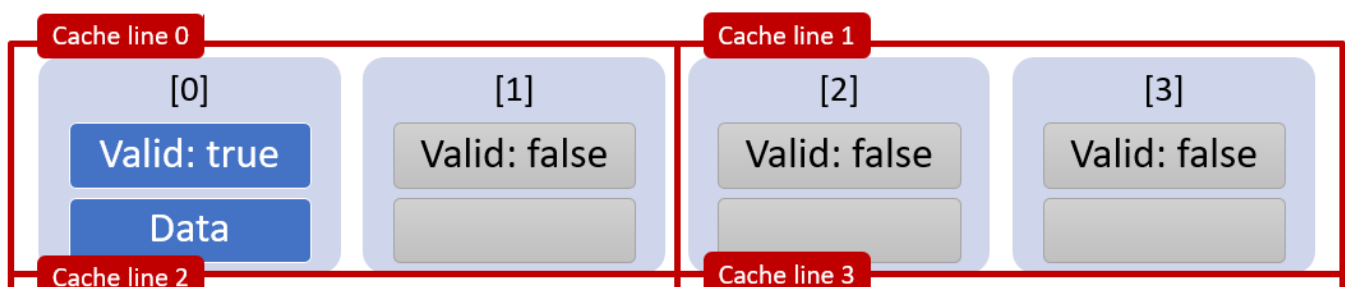 Cache line 0
Cache line 1
[0]
[1]
[2]
[3]
Valid: true
Valid: false
Valid: false
Valid: false
Data
Cache line 2
Cache line 3